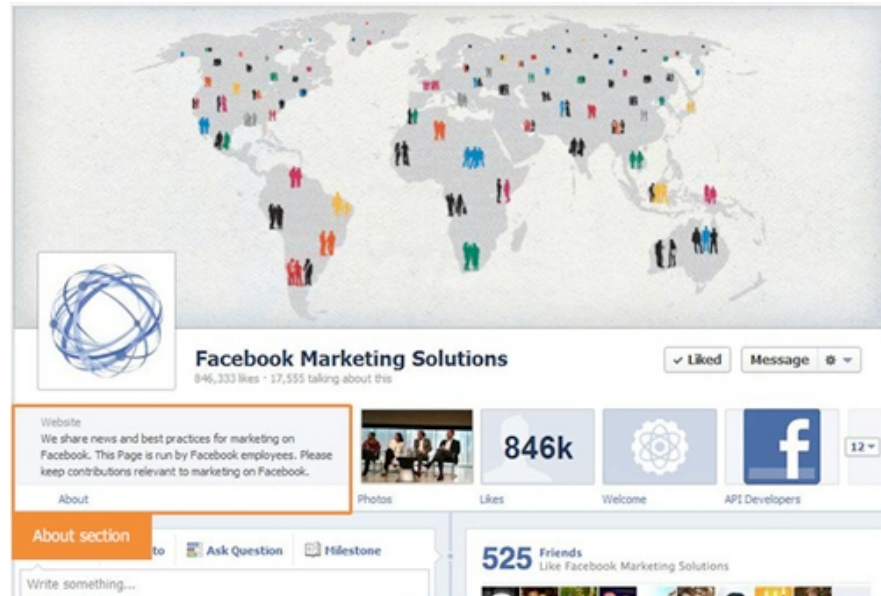 Facebook Marketing Solutions
846,333 likes · 17,555 talking about this
Liked
Message
Website
We share news and best practices for marketing on
Facebook. This Page is run by Facebook employees. Please
keep contributions relevant to marketing on Facebook.
About
Photos
846k
Likes
Welcome
f
API Developers
12
About section
to
Ask Question
Milestone
Write something...
525 Friends
Like Facebook Marketing Solutions